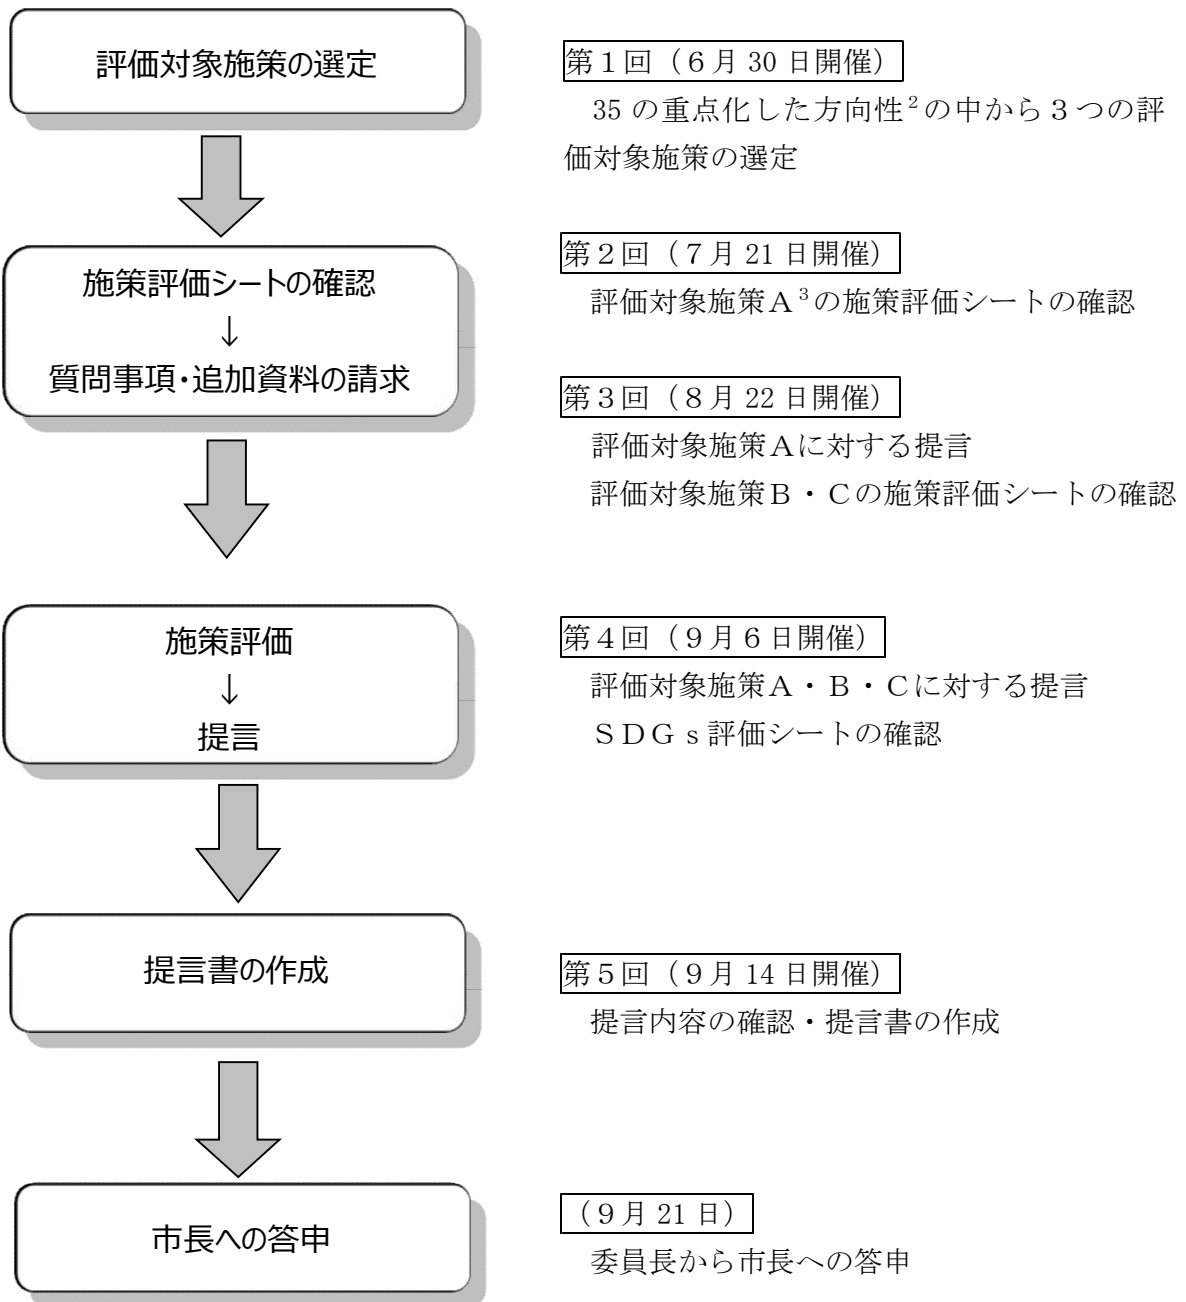 評価対象施策の選定
第1回(6月 30 日開催)
35 の重点化した方向性²の中から3つの評
価対象施策の選定
施策評価シートの確認
↓
質問事項・追加資料の請求
第2回(7月 21 日開催)
評価対象施策A³の施策評価シートの確認
第3回(8月 22 日開催)
評価対象施策Aに対する提言
評価対象施策B・Cの施策評価シートの確認
施策評価
↓
提言
第4回(9月6日開催)
評価対象施策A・B・Cに対する提言
SDGs評価シートの確認
提言書の作成
第5回(9月 14 日開催)
提言内容の確認・提言書の作成
市長への答申
(9月 21 日)
委員長から市長への答申